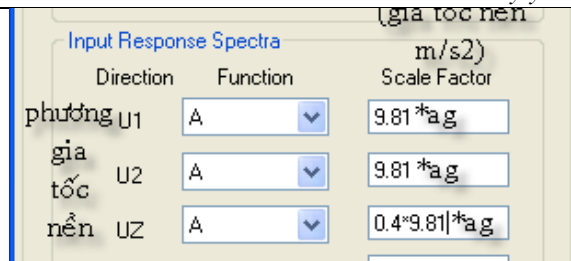 (gia tốc nền
m/s2)
Input Response Spectra
Direction Function Scale Factor
phương gia tốc nền
U1 A 9.81 *ag
U2 A 9.81 *ag
UZ A 0.4*9.81 *ag